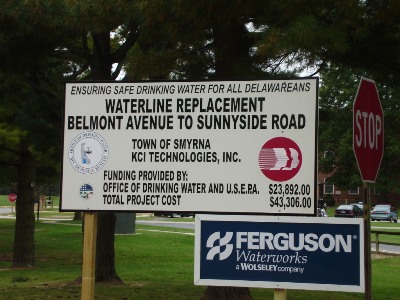 ENSURING SAFE DRINKING WATER FOR ALL DELAWAREANS
WATERLINE REPLACEMENT
BELMONT AVENUE TO SUNNYSIDE ROAD
TOWN OF SMYRNA
KCI TECHNOLOGIES, INC.
FUNDING PROVIDED BY:
OFFICE OF DRINKING WATER AND U.S.E.PA. $23,892.00
TOTAL PROJECT COST $43,306.00
STOP
FERGUSON
Waterworks
a WOLSELEY company